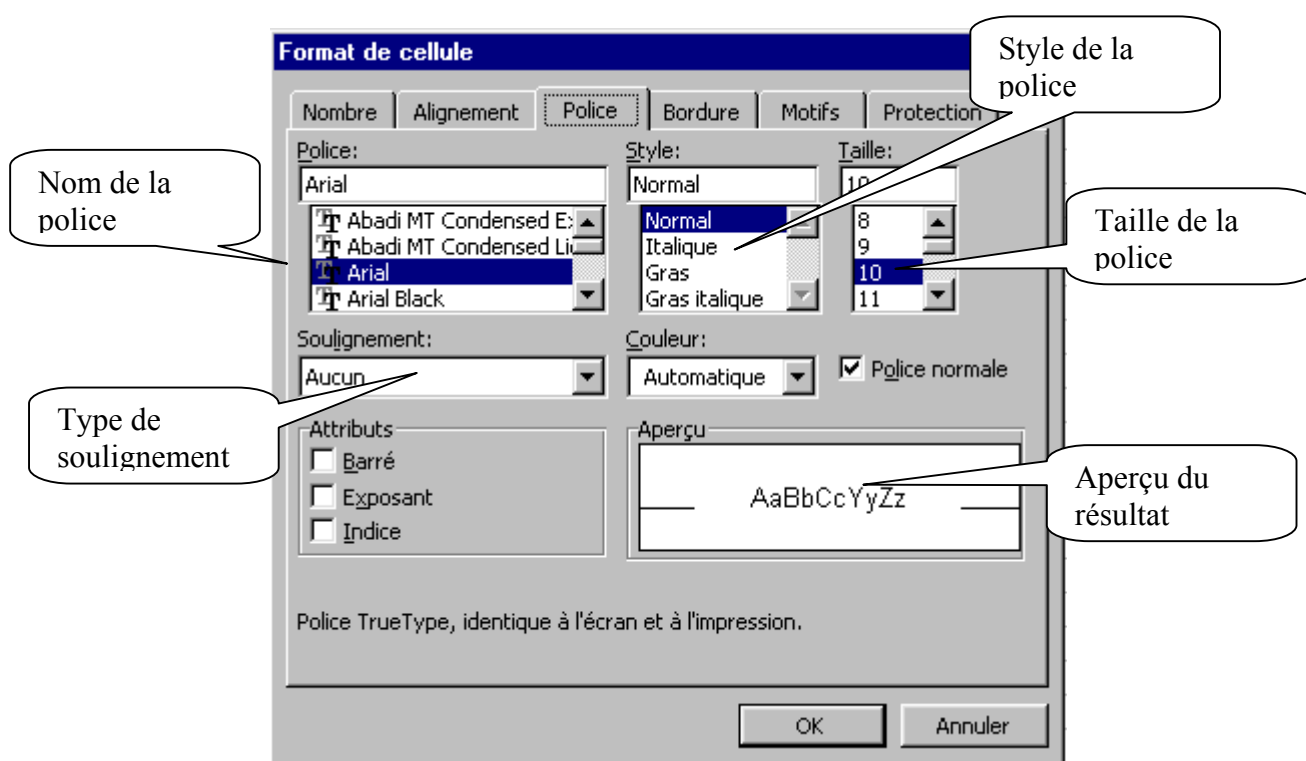 Format de cellule
Style de la
police
Nombre Alignement Police Bordure Motifs Protection
Police: Style: Taille:
Nom de la
police
Arial Normal 10
Abadi MT Condensed Normal 8
Abadi MT Condensed Italique 9
Arial Gras 10
Arial Black Gras italique 11
Taille de la
police
Soulignement: Couleur:
Aucun Automatique Police normale
Type de
soulignement
Attributs Aperçu
Barré
Exposant AaBbCcYyZz
Indice
Aperçu du
résultat
Police TrueType, identique à l'écran et à l'impression.
OK Annuler